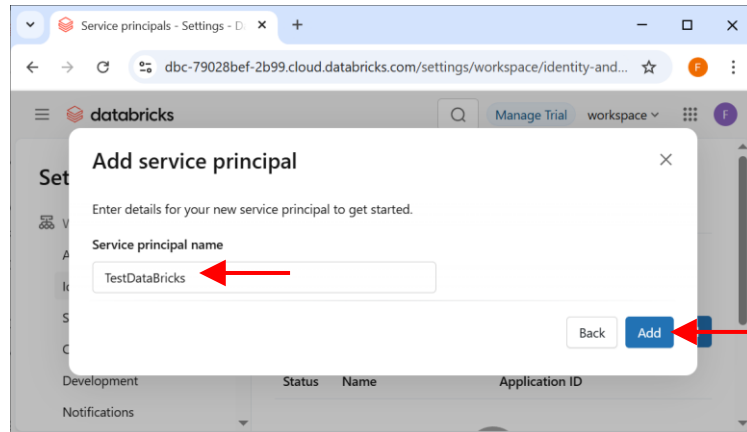 Service principals - Settings - D
dbc-79028bef-2b99.cloud.databricks.com/settings/workspace/identity-and...
F
databricks
Manage Trial
workspace
F
Set
Add service principal
Enter details for your new service principal to get started.
Service principal name
TestDataBricks
Back
Add
Development
Status Name Application ID
Notifications